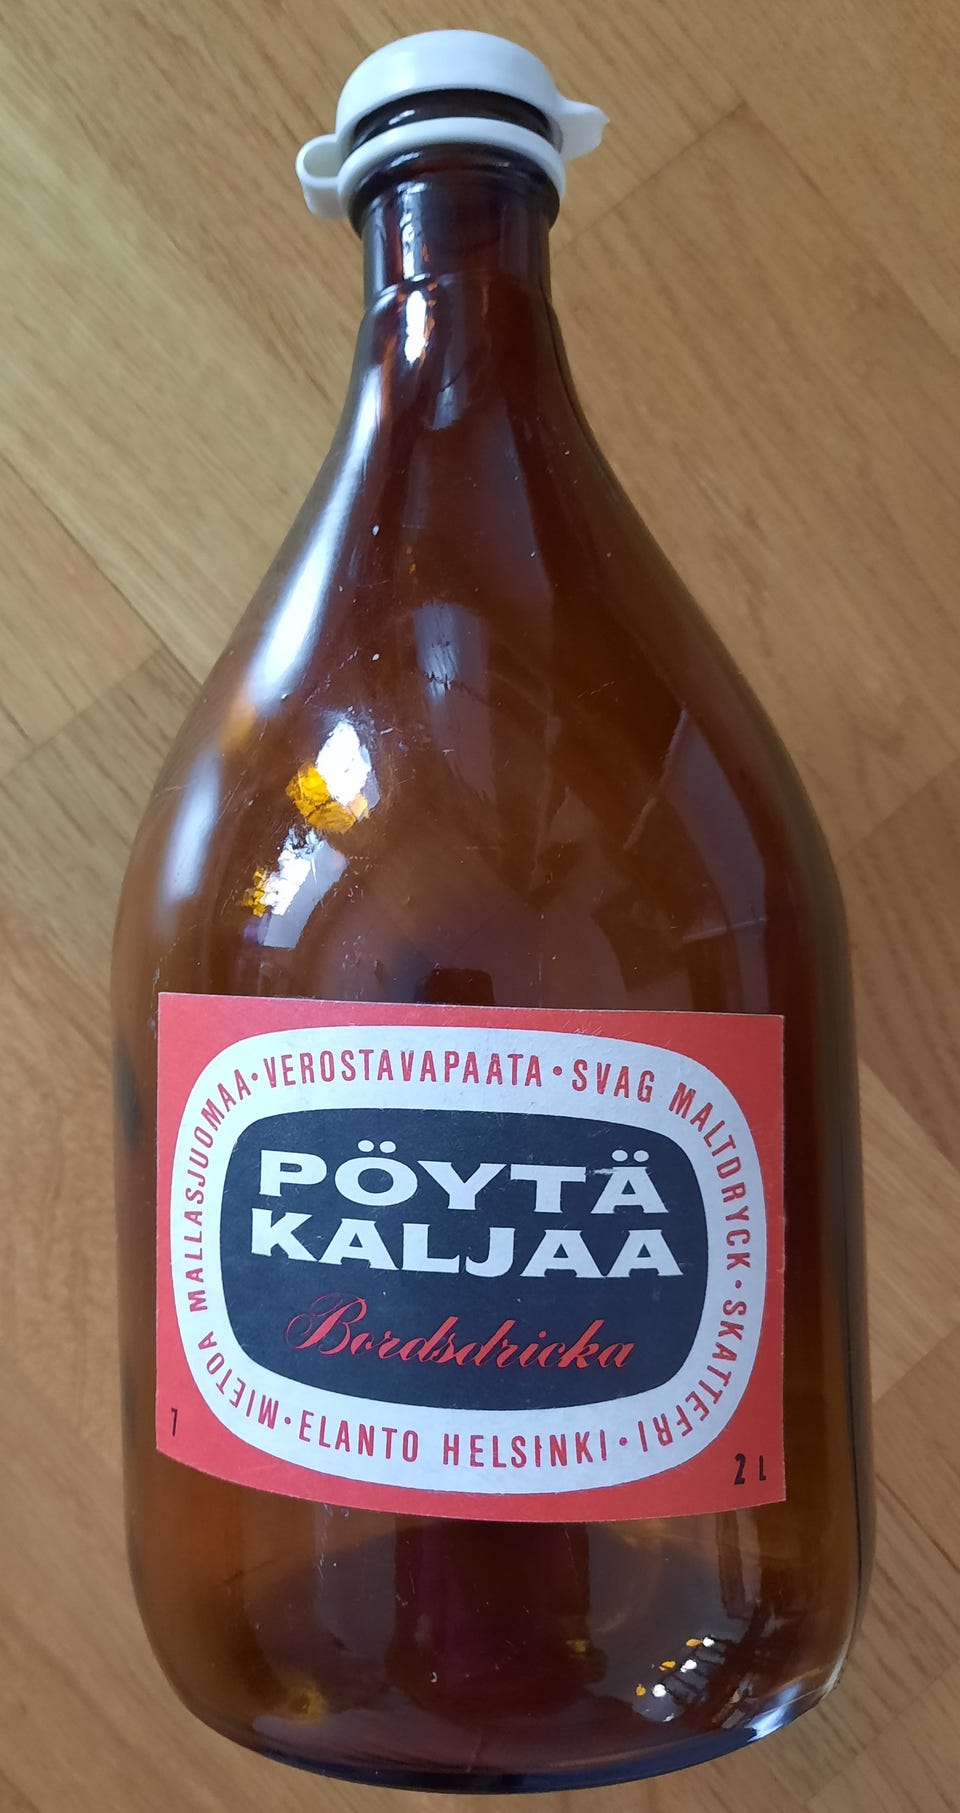 MIETOA MALLASJUOMAA · VEROSTAVAPAATA · SVAG MALTDRYCK · SKATTEFRI ·
PÖYTÄ
KALJAA
Bordsdricka
ELANTO HELSINKI ·
7
2 L